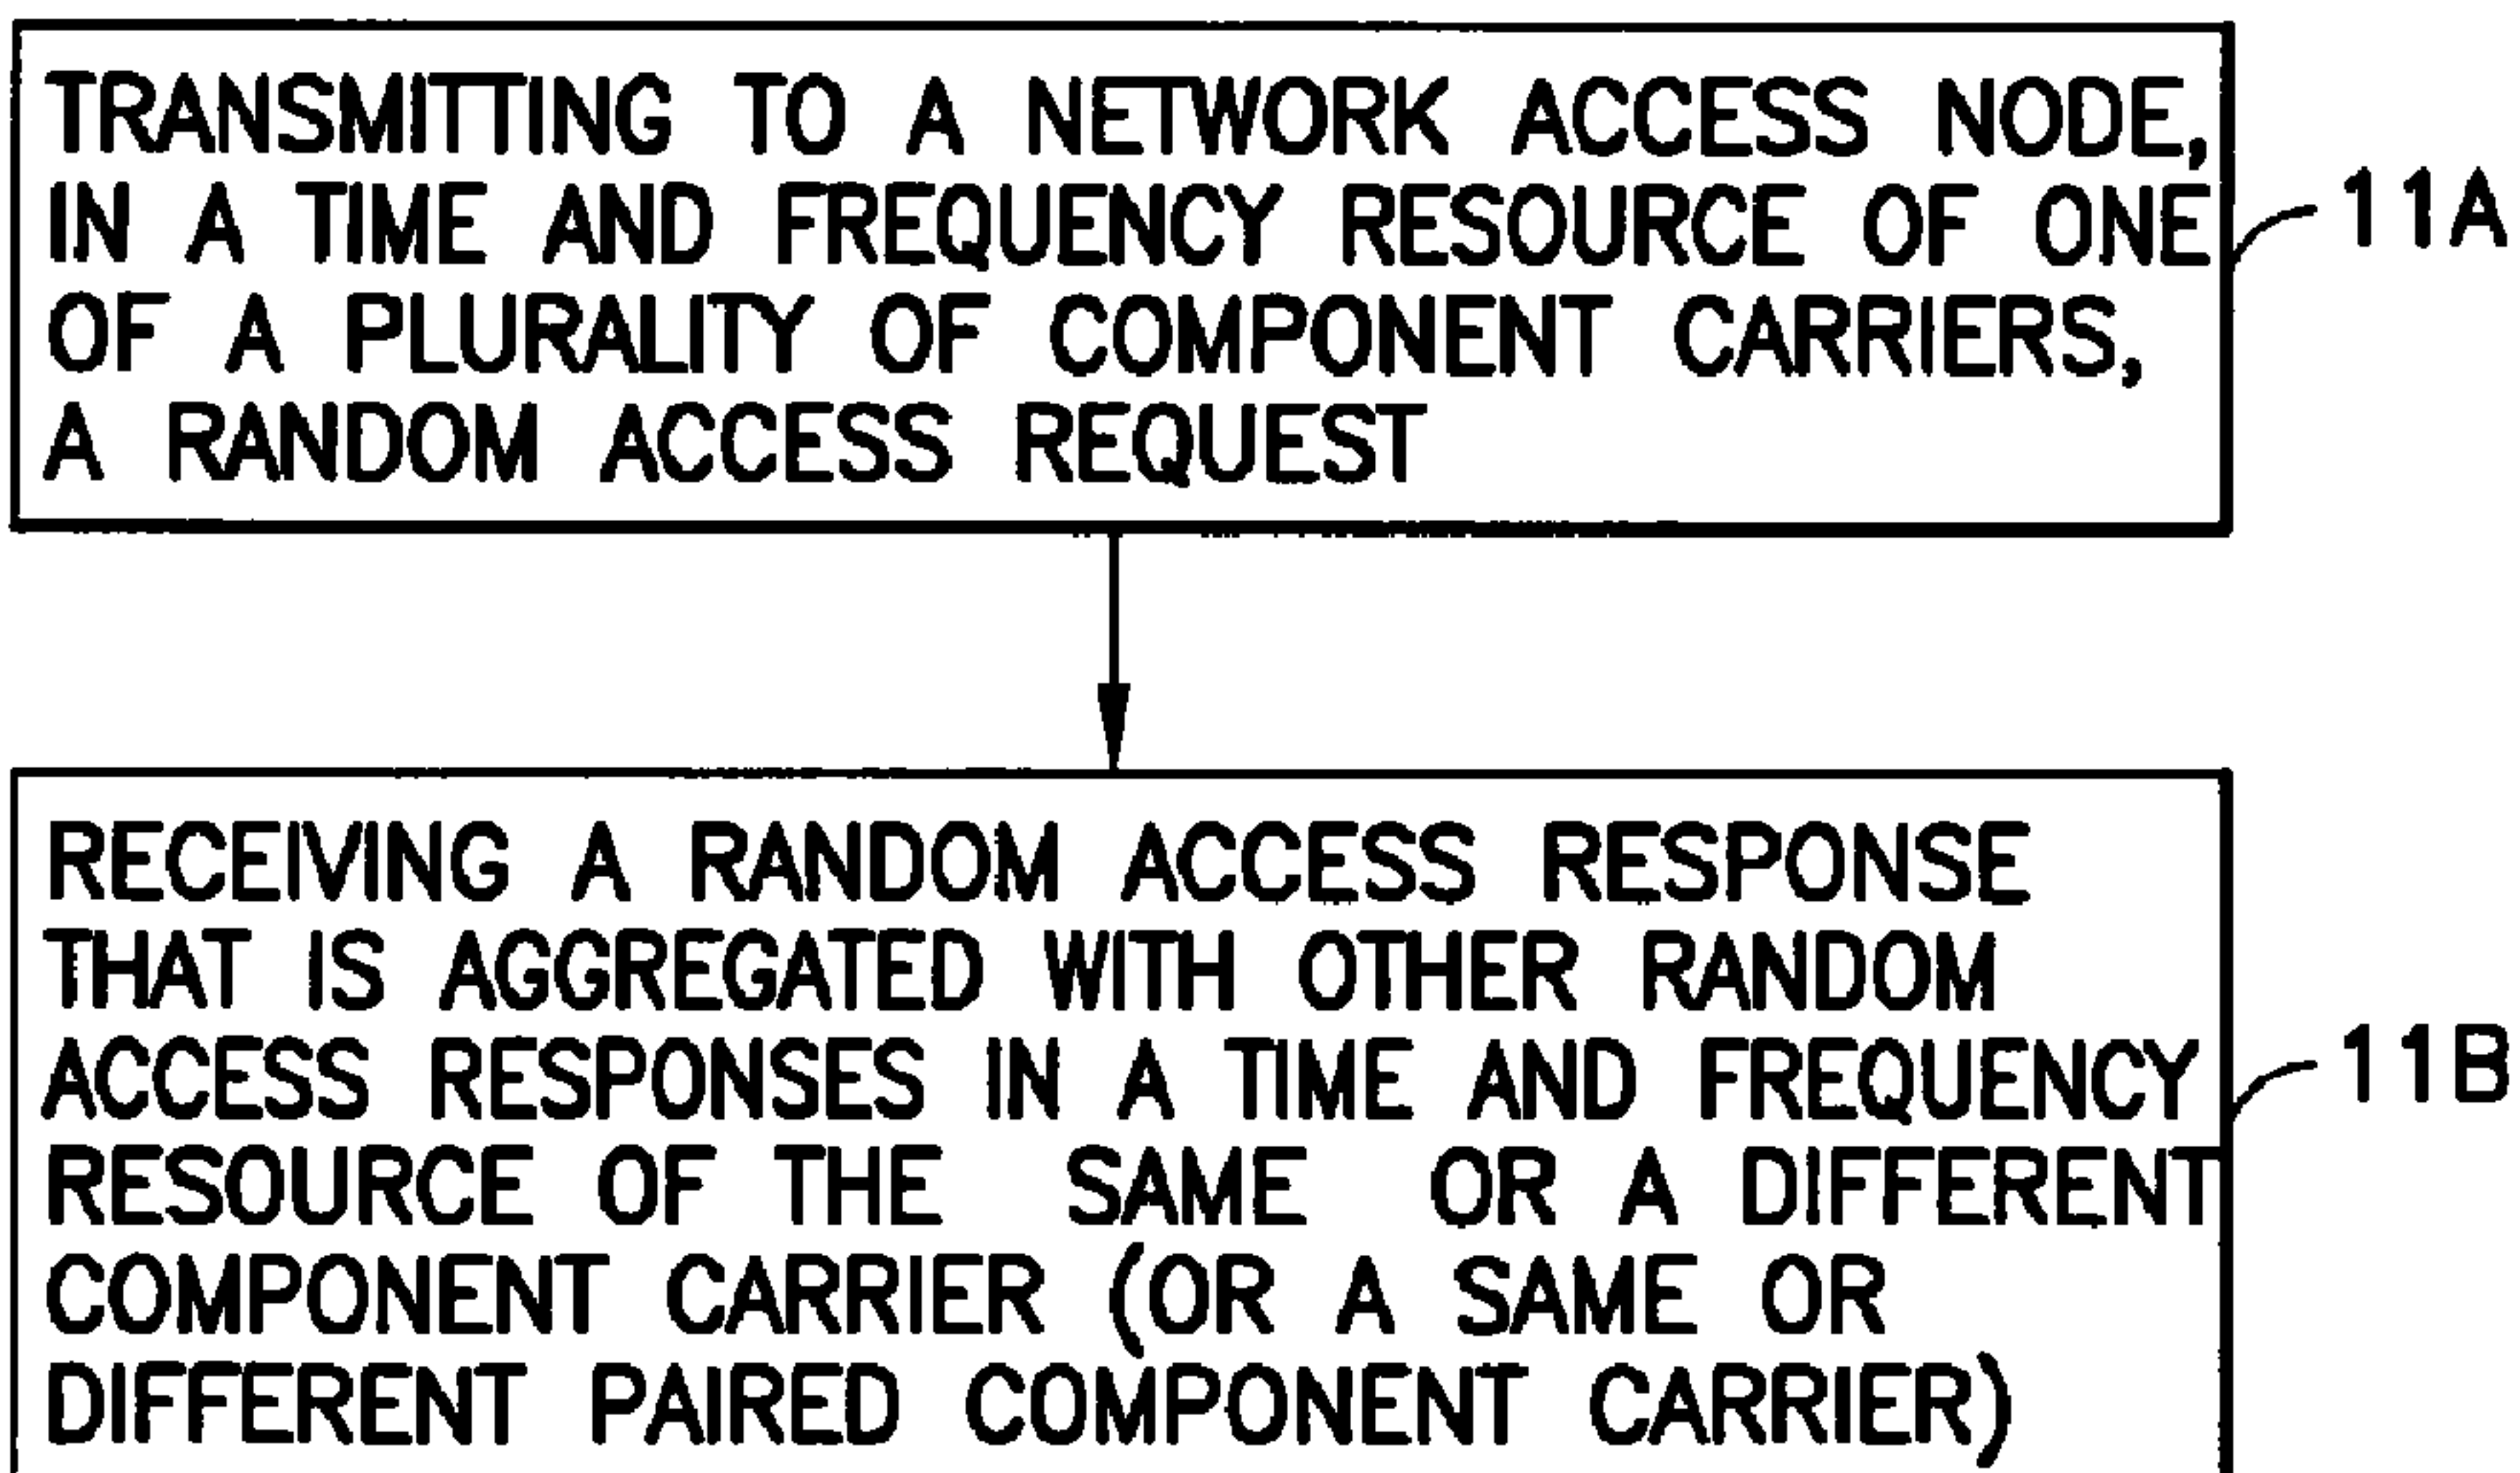 TRANSMITTING TO A NETWORK ACCESS NODE,
IN A TIME AND FREQUENCY RESOURCE OF ONE
OF A PLURALITY OF COMPONENT CARRIERS,
A RANDOM ACCESS REQUEST
11A
RECEIVING A RANDOM ACCESS RESPONSE
THAT IS AGGREGATED WITH OTHER RANDOM
ACCESS RESPONSES IN A TIME AND FREQUENCY
RESOURCE OF THE SAME OR A DIFFERENT
COMPONENT CARRIER (OR A SAME OR
DIFFERENT PAIRED COMPONENT CARRIER)
11B